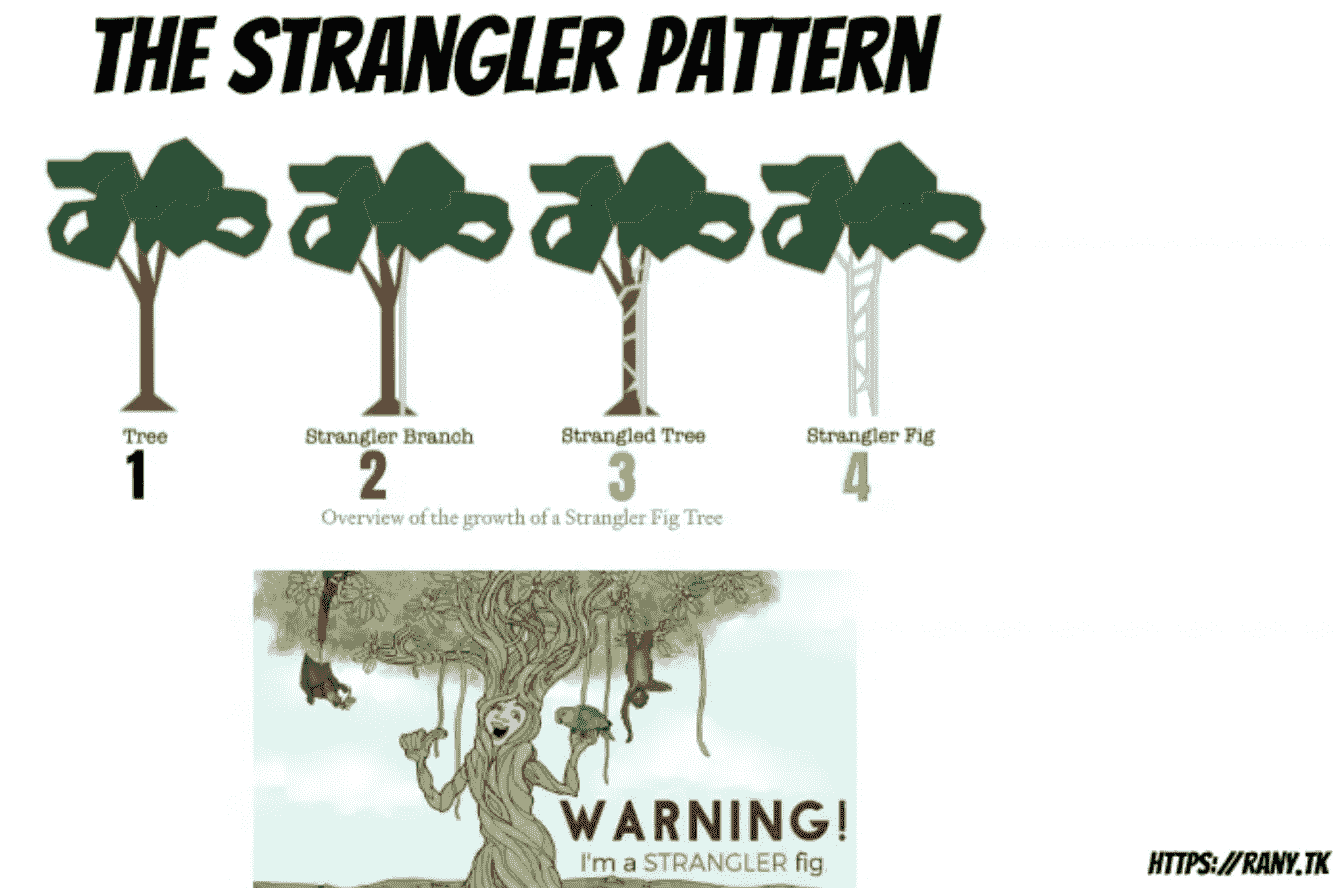 THE STRANGLER PATTERN
Tree
Strangler Branch
Strangled Tree
Strangler Fig
1
2
3
4
Overview of the growth of a Strangler Fig Tree
WARNING!
I'm a STRANGLER fig
HTTPS://RANY.TK